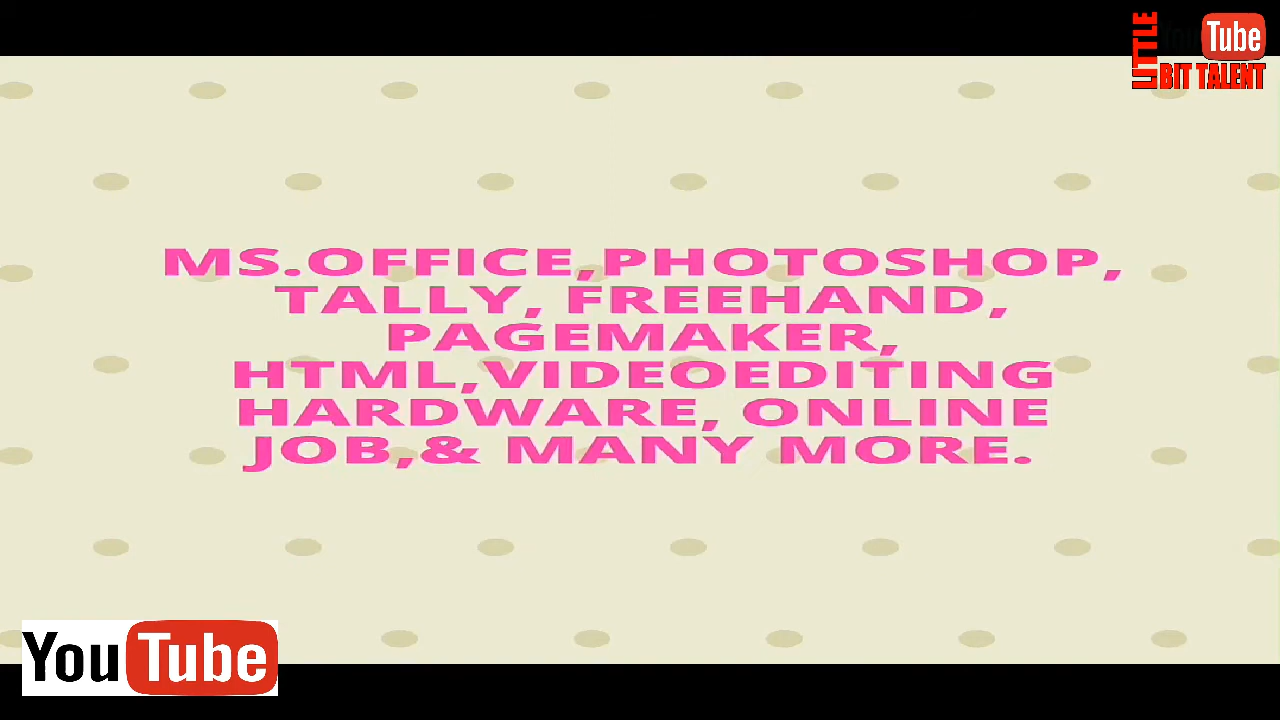 LITTLE
YouTube
BIT TALENT
MS.OFFICE,PHOTOSHOP,
TALLY, FREEHAND,
PAGEMAKER,
HTML,VIDEOEDITING
HARDWARE, ONLINE
JOB,& MANY MORE.
YouTube